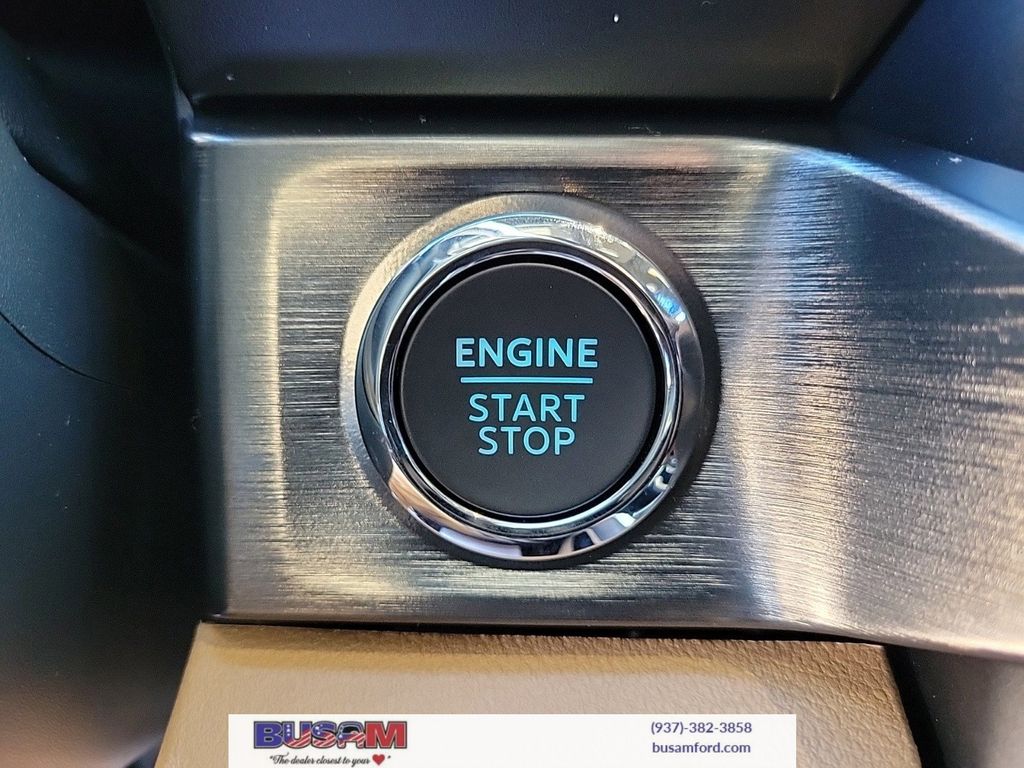 ENGINE
START
STOP
BUSAM
"The dealer closest to your ❤"
(937)-382-3858
busamford.com